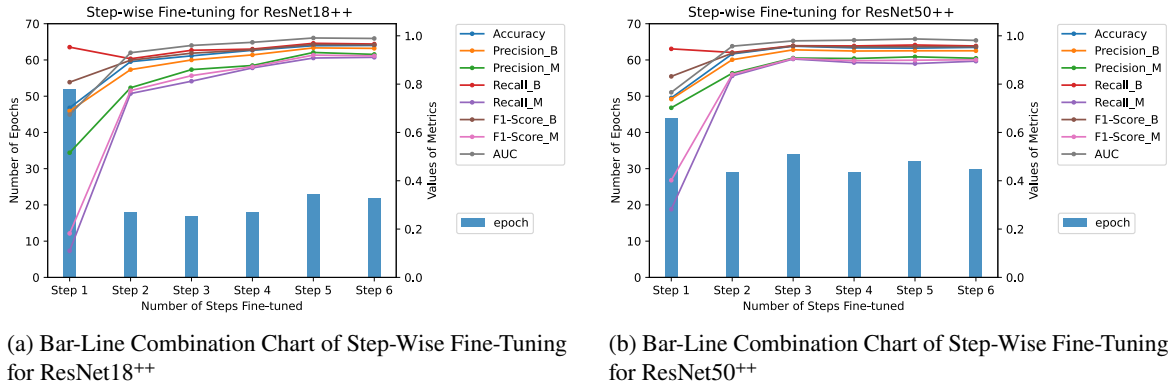 Step-wise Fine-tuning for ResNet18++
70
60
50
40
30
20
10
0
Number of Epochs
1.0
0.8
0.6
0.4
0.2
0.0
Values of Metrics
Step 1 Step 2 Step 3 Step 4 Step 5 Step 6
Number of Steps Fine-tuned
Accuracy
Precision_B
Precision_M
Recall_B
Recall_M
F1-Score_B
F1-Score_M
AUC
epoch
(a) Bar-Line Combination Chart of Step-Wise Fine-Tuning
for ResNet18++
Step-wise Fine-tuning for ResNet50++
70
60
50
40
30
20
10
0
Number of Epochs
1.0
0.8
0.6
0.4
0.2
0.0
Values of Metrics
Step 1 Step 2 Step 3 Step 4 Step 5 Step 6
Number of Steps Fine-tuned
Accuracy
Precision_B
Precision_M
Recall_B
Recall_M
F1-Score_B
F1-Score_M
AUC
epoch
(b) Bar-Line Combination Chart of Step-Wise Fine-Tuning
for ResNet50++